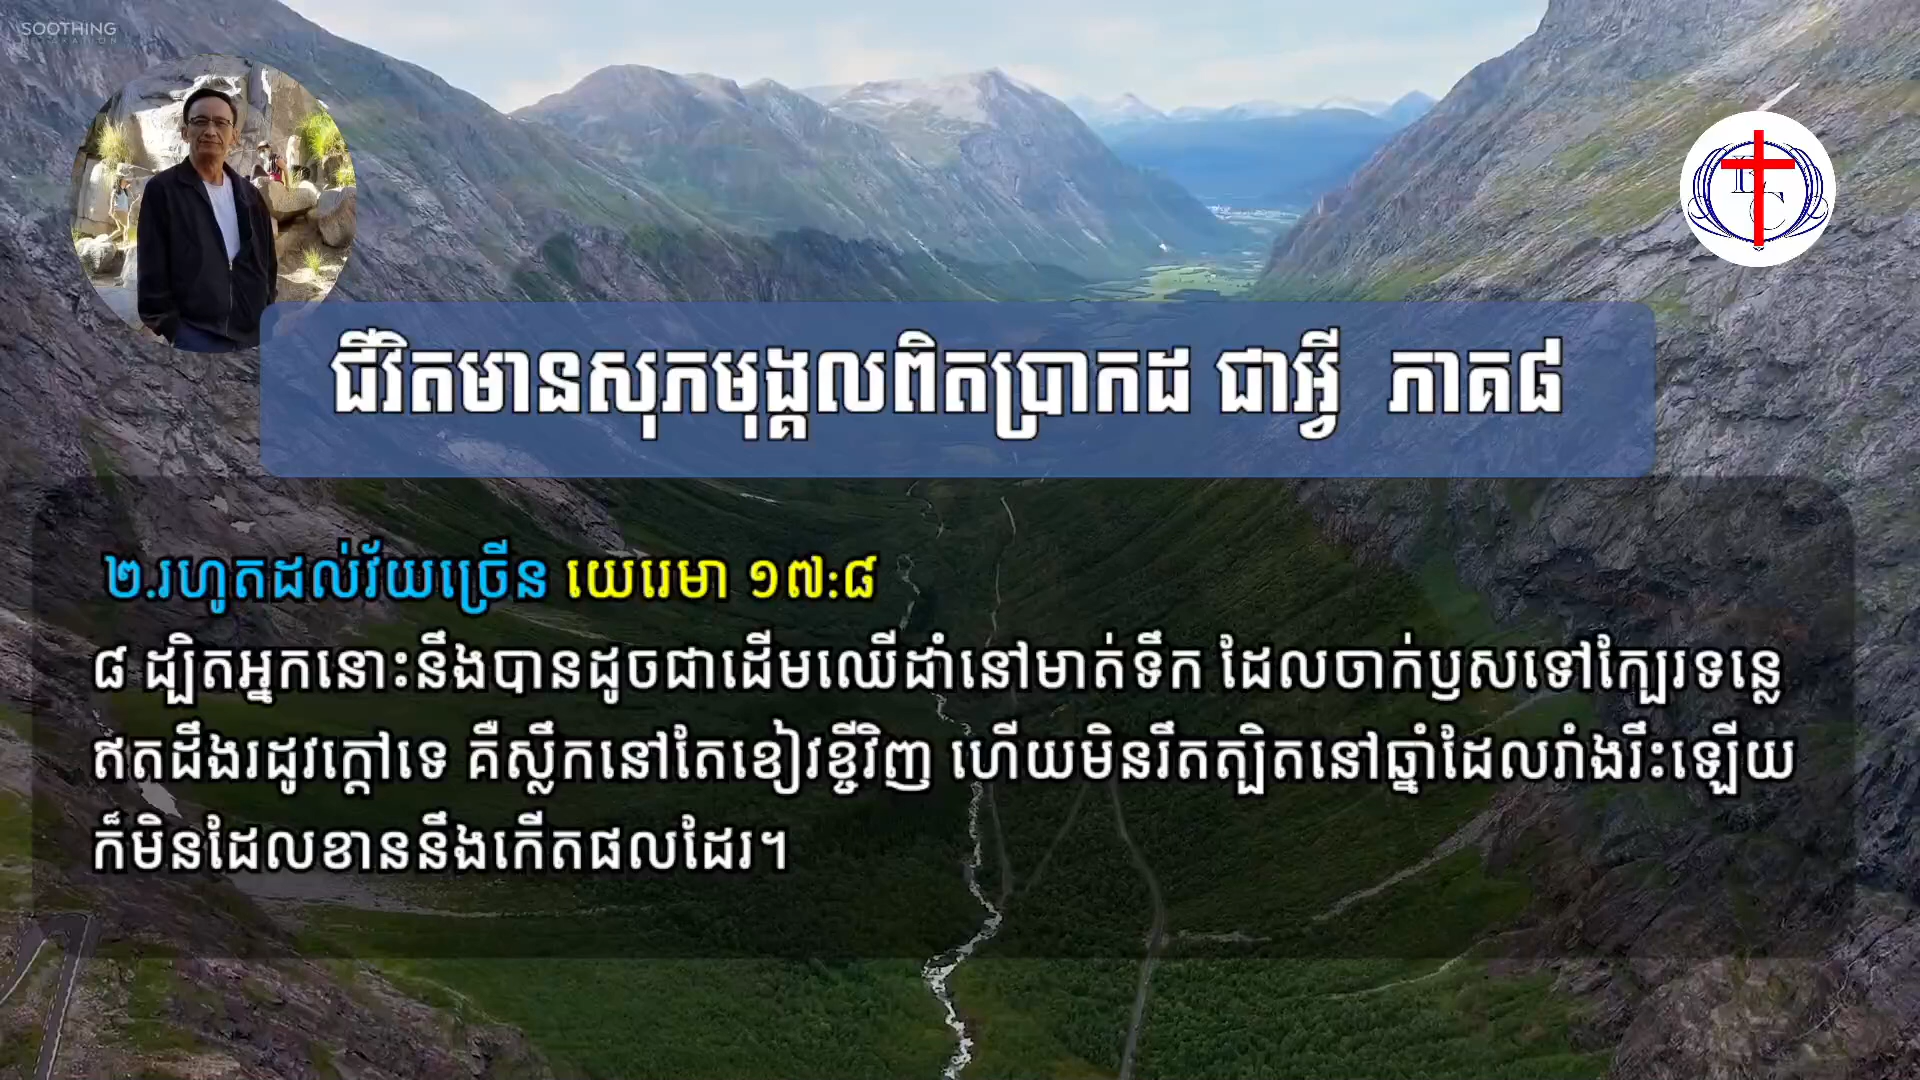 SOOTHING
ជីវិតមានសុភមង្គលពិតប្រាកដ ជាអ្វី ភាគ៨
២.រហូតដល់វ័យច្រើន យេរេមា ១៧:៨
៨ ដ្បិតអ្នកនោះនឹងបានដូចជាដើមឈើដាំនៅមាត់ទឹក ដែលចាក់ឫសទៅក្បែរទន្លេ
ឥតដឹងរដូវក្ដៅទេ គឺស្លឹកនៅតែខៀវខ្ចីវិញ ហើយមិនរឹតត្បិតនៅឆ្នាំដែលរាំងរឹះឡើយ
ក៏មិនដែលខាននឹងកើតផលដែរ។